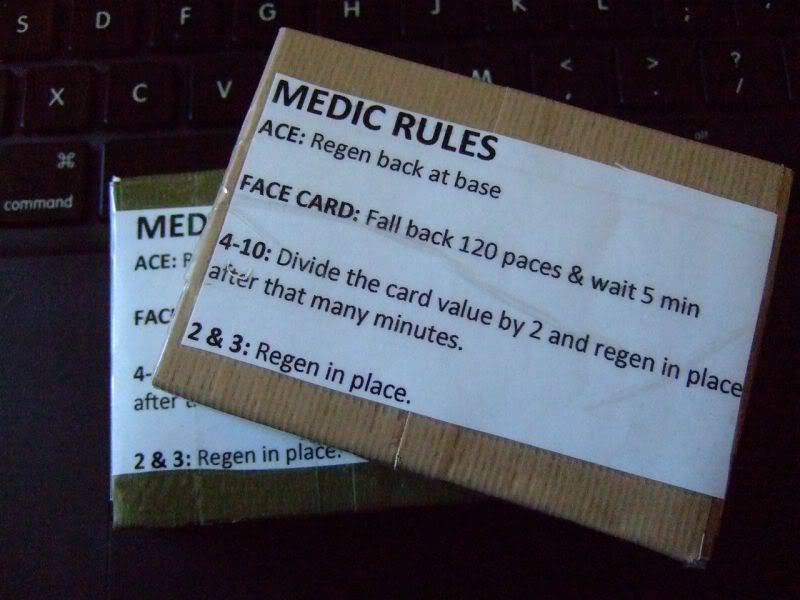 S D F G H J K L ;
X C V M < , > . ? /
alt
⌘
command
MEDIC RULES
ACE: Regen back at base
FACE CARD: Fall back 120 paces & wait 5 min
4-10: Divide the card value by 2 and regen in place
after that many minutes.
2 & 3: Regen in place.
MED
ACE: R
FAC
4-
after
2 & 3: Regen in place.